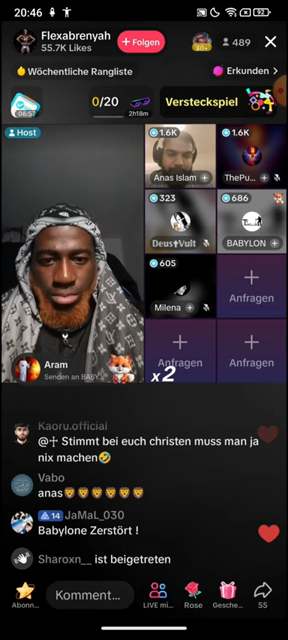 20:46
92
Flexabrenyah
55.7K Likes
+ Folgen
30+
489
Wöchentliche Rangliste
Erkunden >
06:57
0/20
2h18m
Versteckspiel
Host
1.6K
Anas Islam
1.6K
ThePu...
323
Deus†Vult
686
BABYLON
605
Milena
Anfragen
Anfragen
Anfragen
x2
Aram
Senden an BABY...
Kaoru.official
@☩ Stimmt bei euch christen muss man ja
nix machen🤣
Vabo
anas🦁🦁🦁🦁🦁🦁
14 JaMaL_030
Babylone Zerstört !
Sharoxn__ ist beigetreten
Komment...
Abonn...
LIVE mi...
Rose
Gesche...
55